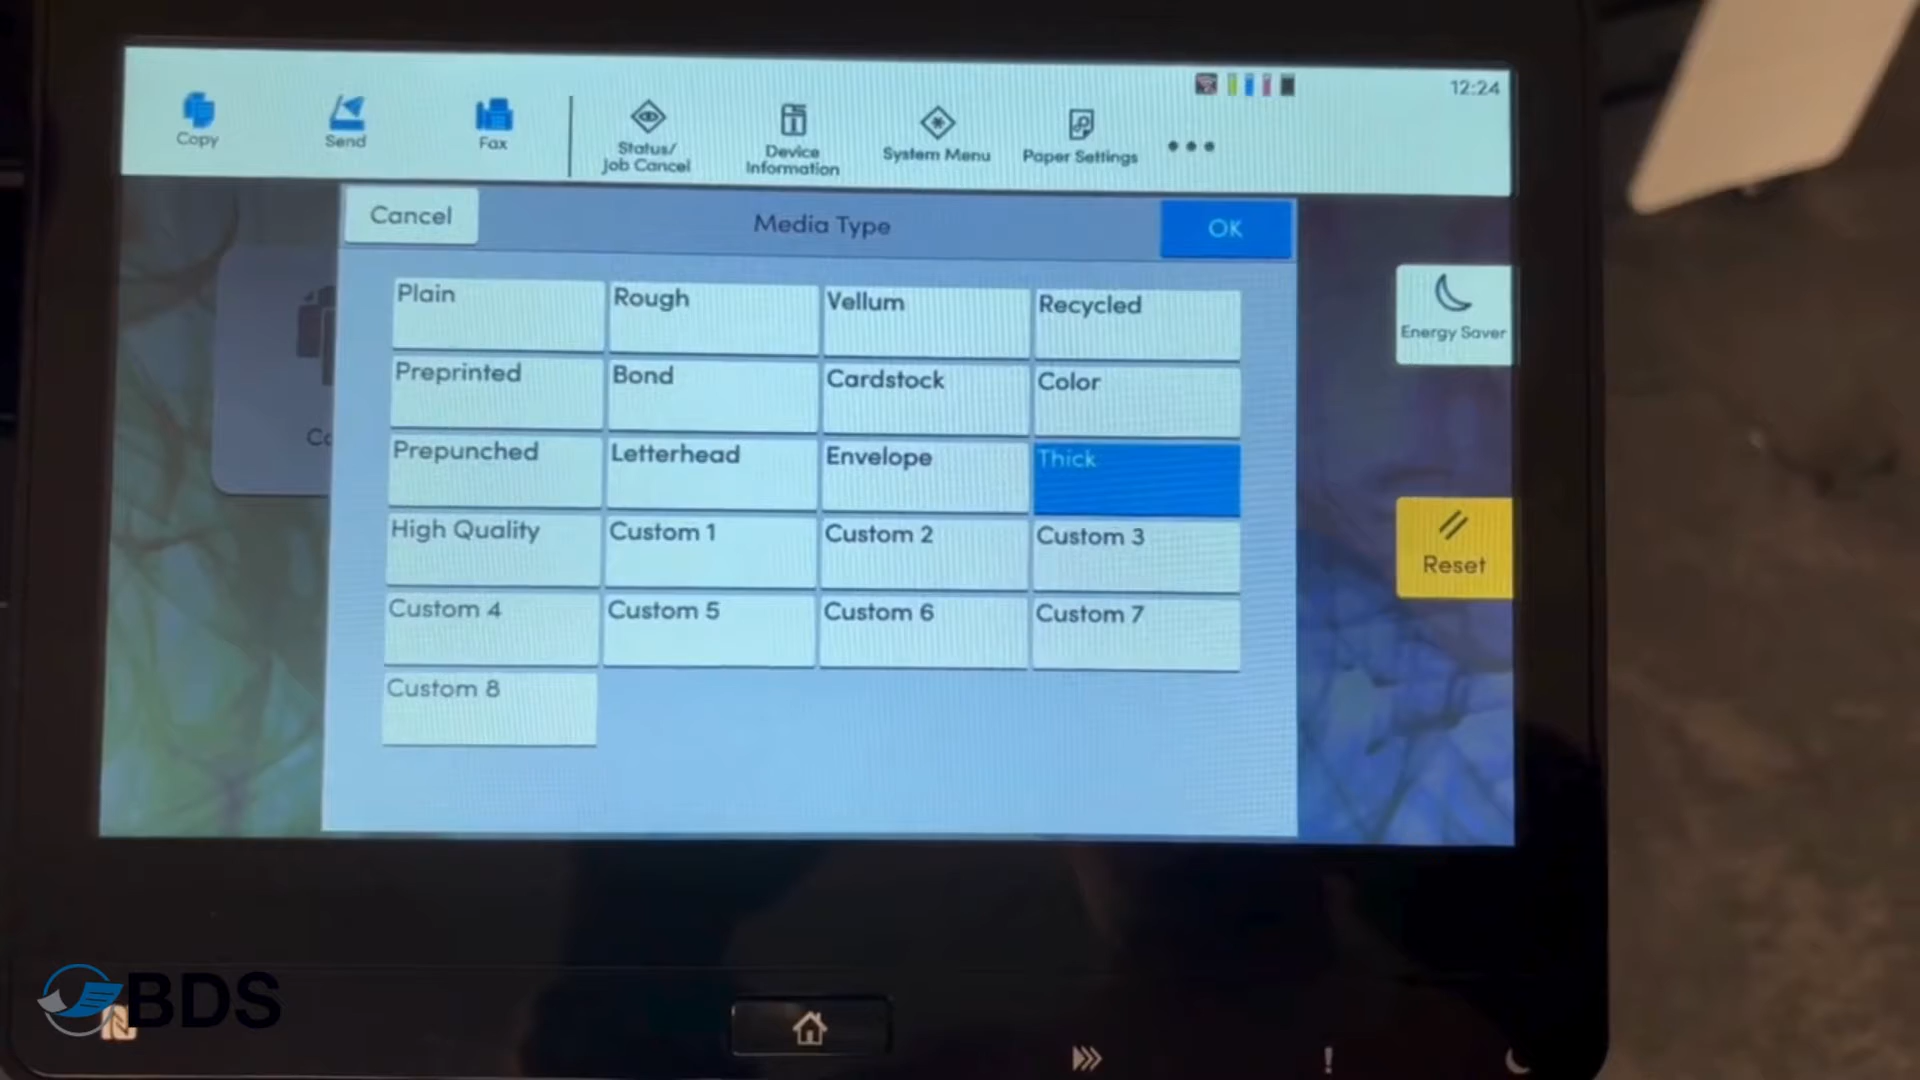 12:24
Copy
Send
Fax
Status/
Job Cancel
Device
Information
System Menu
Paper Settings
Cancel
Media Type
OK
Plain
Rough
Vellum
Recycled
Preprinted
Bond
Cardstock
Color
Prepunched
Letterhead
Envelope
Thick
High Quality
Custom 1
Custom 2
Custom 3
Custom 4
Custom 5
Custom 6
Custom 7
Custom 8
Energy Saver
Reset
Co
BDS